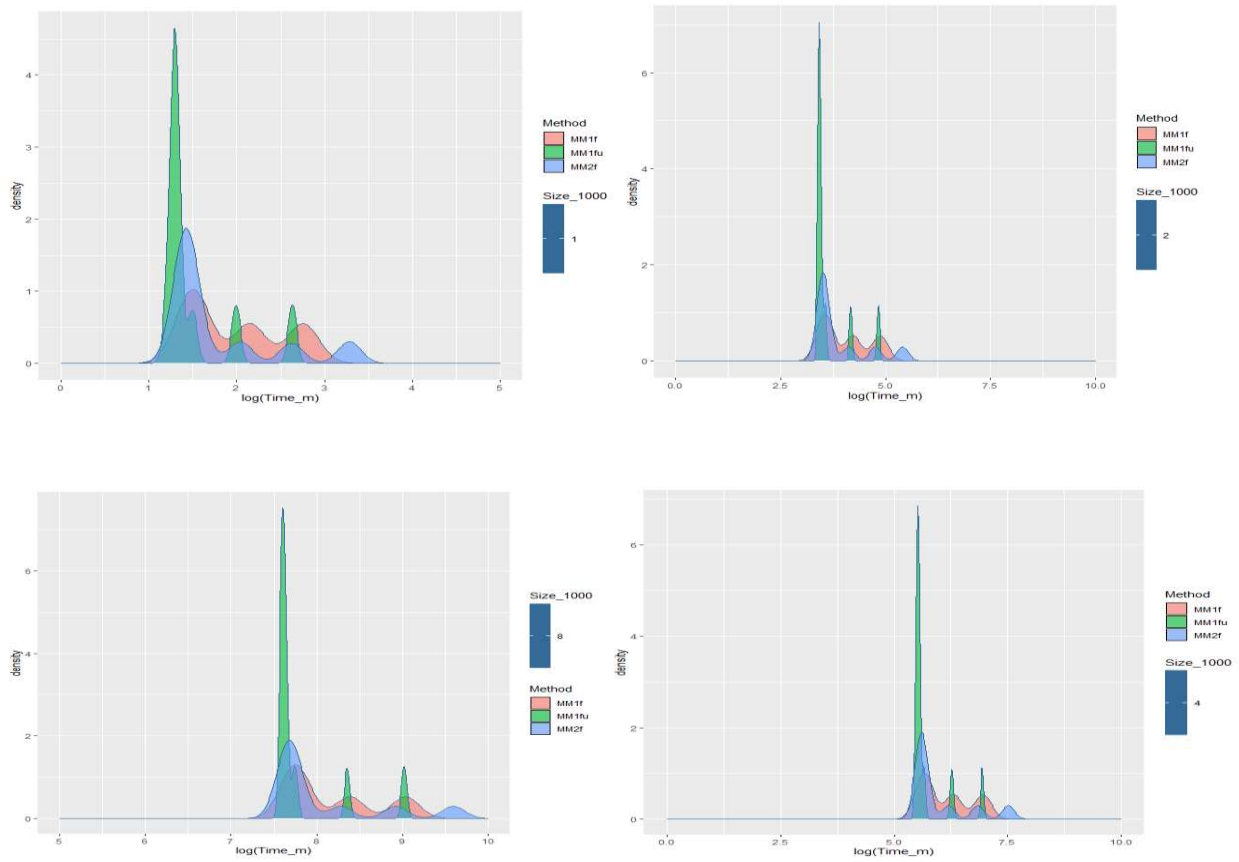 4
3
2
1
0
density
0 1 2 3 4 5
log(Time_m)
Method
MM1f
MM1fu
MM2f
Size_1000
1
6
4
2
0
density
0.0 2.5 5.0 7.5 10.0
log(Time_m)
Method
MM1f
MM1fu
MM2f
Size_1000
2
6
4
2
0
density
5 6 7 8 9 10
log(Time_m)
Size_1000
8
Method
MM1f
MM1fu
MM2f
6
4
2
0
density
0.0 2.5 5.0 7.5 10.0
log(Time_m)
Method
MM1f
MM1fu
MM2f
Size_1000
4